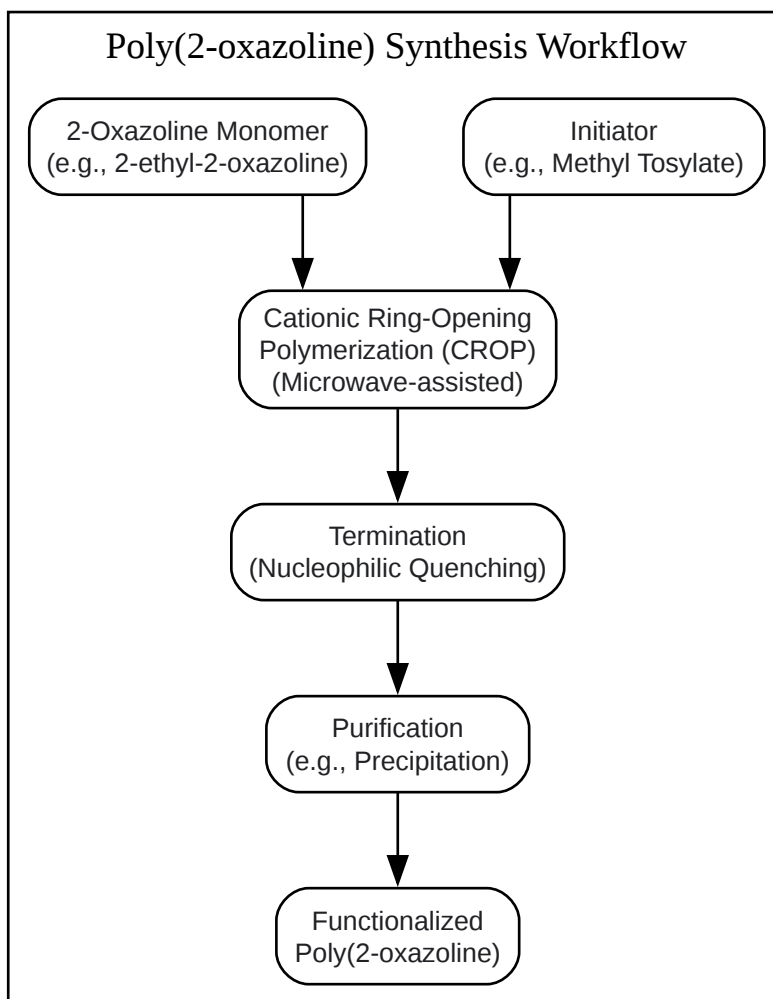 Poly(2-oxazoline) Synthesis Workflow
2-Oxazoline Monomer
(e.g., 2-ethyl-2-oxazoline)
Initiator
(e.g., Methyl Tosylate)
Cationic Ring-Opening
Polymerization (CROP)
(Microwave-assisted)
Termination
(Nucleophilic Quenching)
Purification
(e.g., Precipitation)
Functionalized
Poly(2-oxazoline)